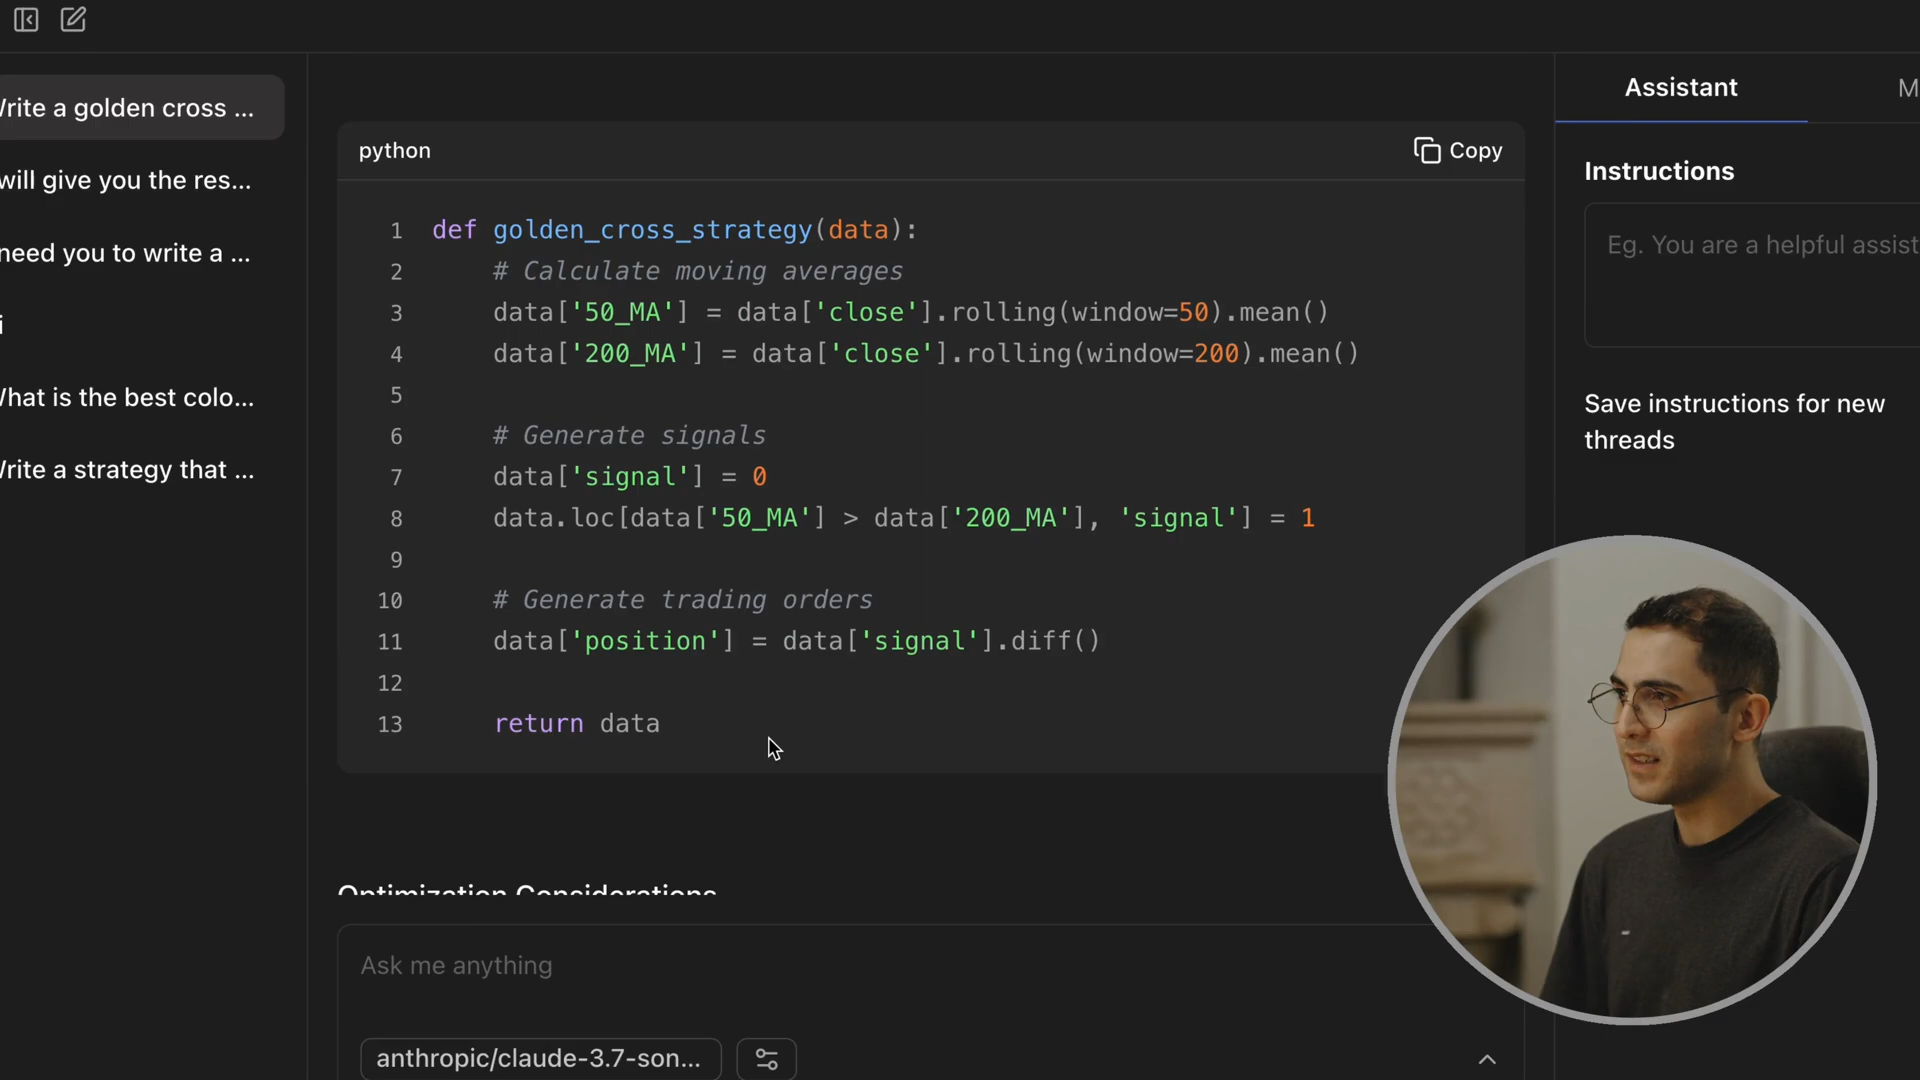 Write a golden cross ...
will give you the res...
need you to write a ...
i
What is the best colo...
Write a strategy that ...
python
Copy
1 def golden_cross_strategy(data):
2 # Calculate moving averages
3 data['50_MA'] = data['close'].rolling(window=50).mean()
4 data['200_MA'] = data['close'].rolling(window=200).mean()
5
6 # Generate signals
7 data['signal'] = 0
8 data.loc[data['50_MA'] > data['200_MA'], 'signal'] = 1
9
10 # Generate trading orders
11 data['position'] = data['signal'].diff()
12
13 return data
Optimization Considerations
Ask me anything
anthropic/claude-3.7-son...
Assistant
M
Instructions
Eg. You are a helpful assist
Save instructions for new
threads